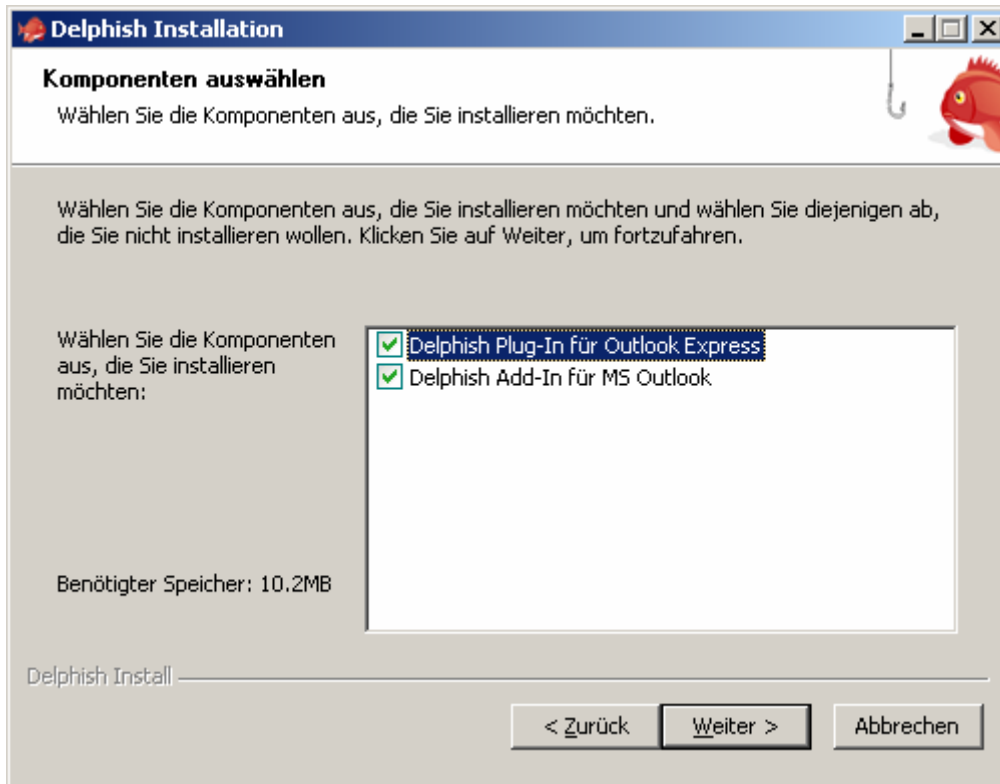 Delphish Installation
Komponenten auswählen
Wählen Sie die Komponenten aus, die Sie installieren möchten.
Wählen Sie die Komponenten aus, die Sie installieren möchten und wählen Sie diejenigen ab,
die Sie nicht installieren wollen. Klicken Sie auf Weiter, um fortzufahren.
Wählen Sie die Komponenten
aus, die Sie installieren
möchten:
Delphish Plug-In für Outlook Express
Delphish Add-In für MS Outlook
Benötigter Speicher: 10.2MB
Delphish Install
< Zurück
Weiter >
Abbrechen